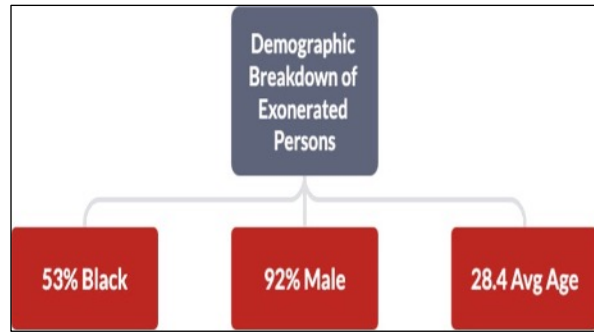 Demographic
Breakdown of
Exonerated
Persons
53% Black
92% Male
28.4 Avg Age